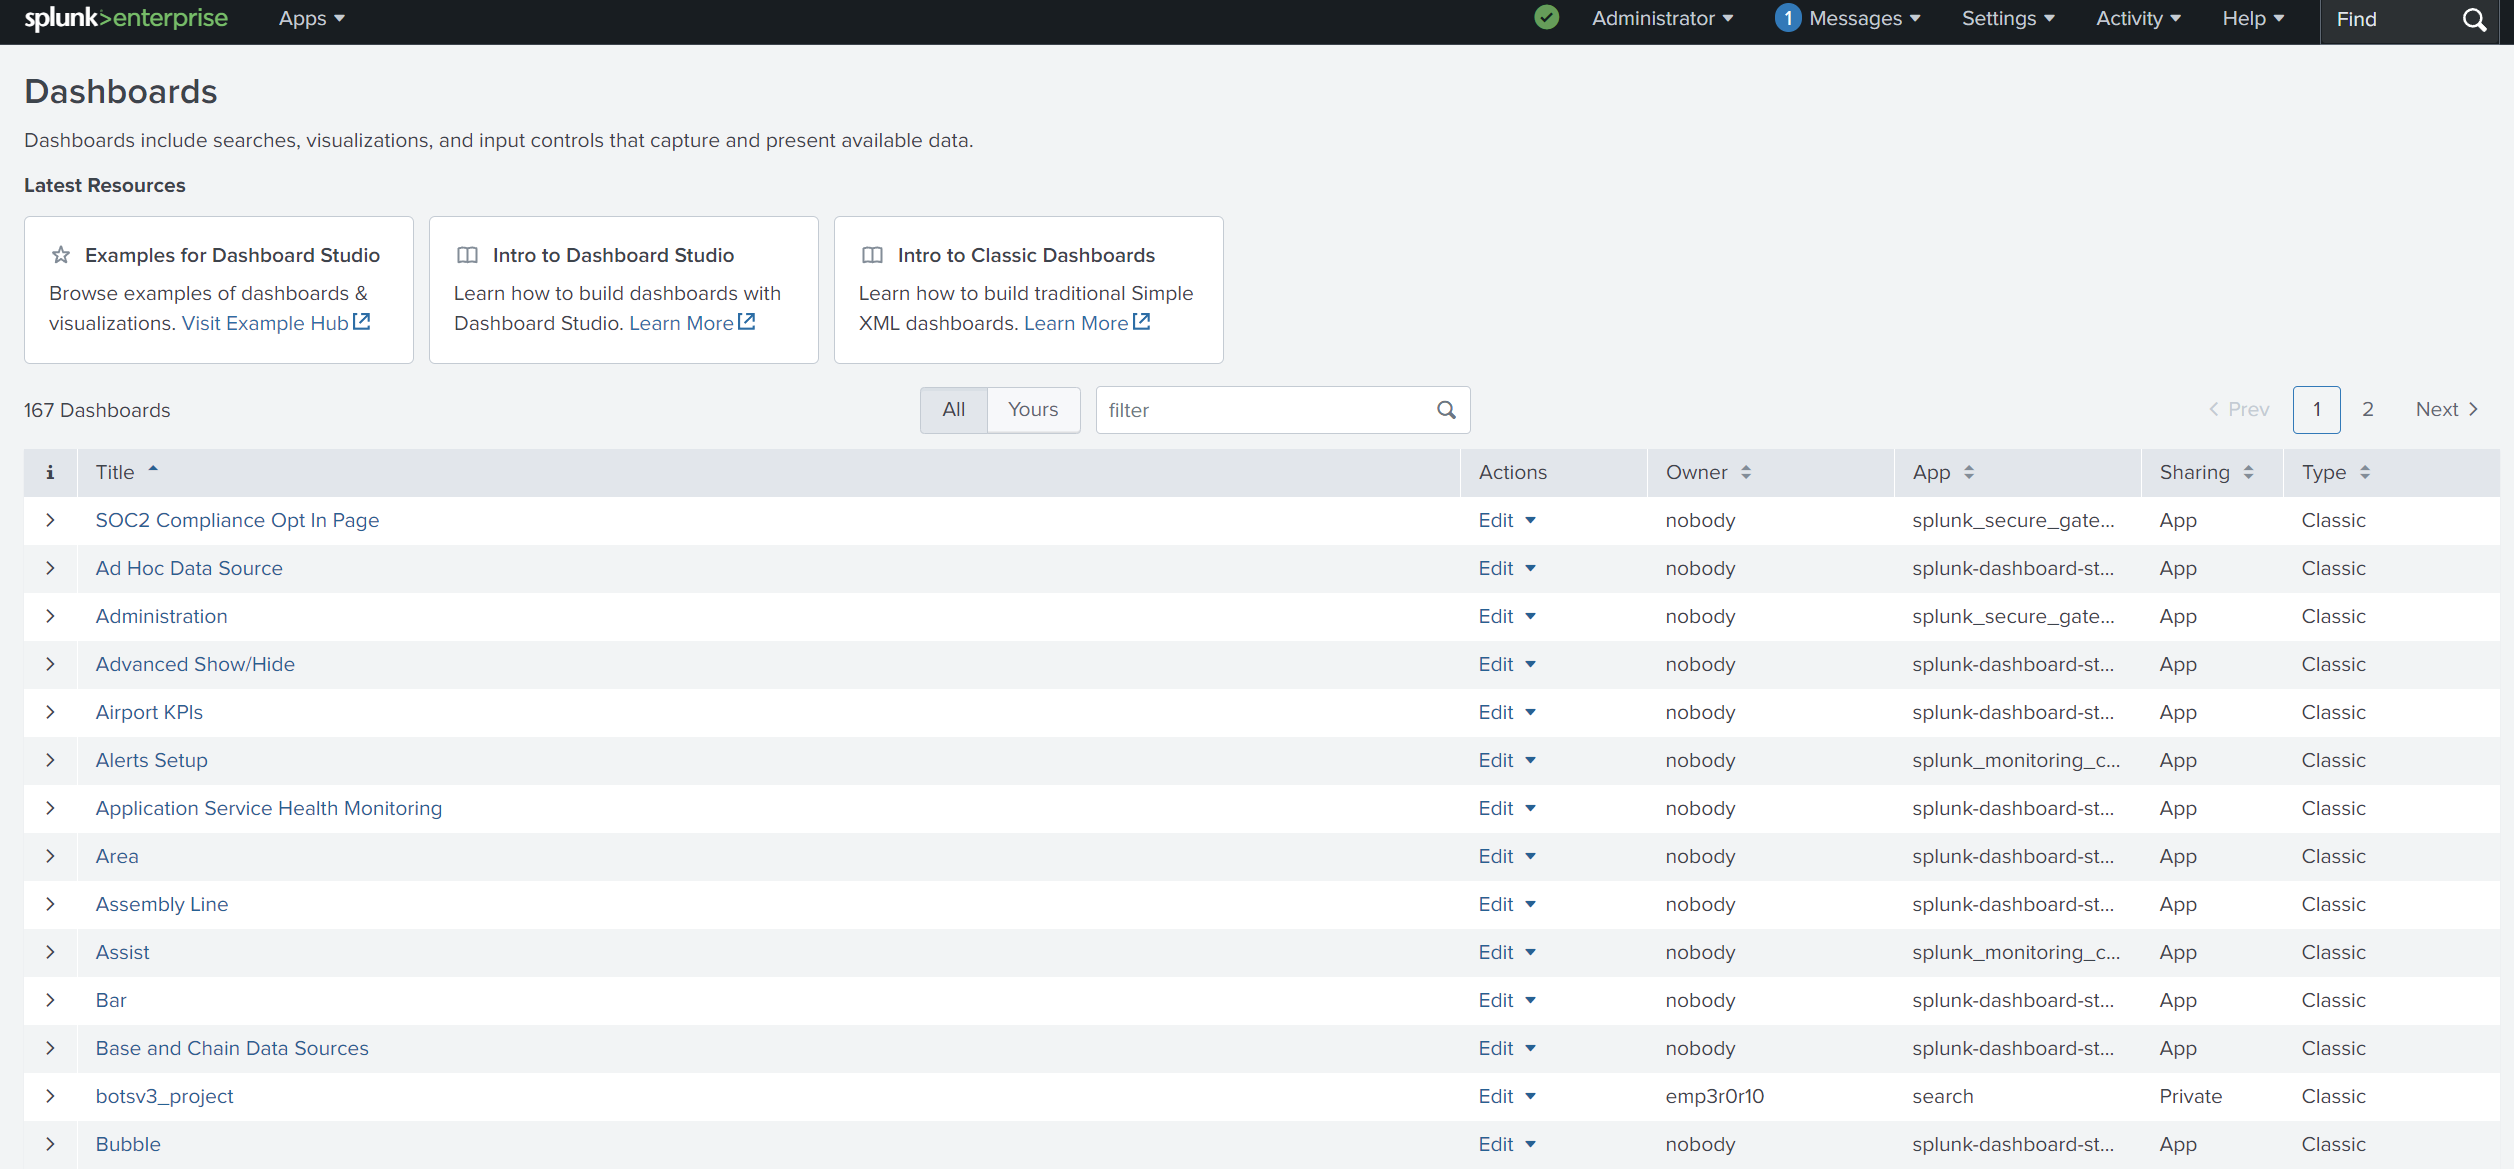 splunk>enterprise Apps Administrator 1 Messages Settings Activity Help Find
Dashboards
Dashboards include searches, visualizations, and input controls that capture and present available data.
Latest Resources
Examples for Dashboard Studio
Browse examples of dashboards &
visualizations. Visit Example Hub
Intro to Dashboard Studio
Learn how to build dashboards with
Dashboard Studio. Learn More
Intro to Classic Dashboards
Learn how to build traditional Simple
XML dashboards. Learn More
167 Dashboards All Yours filter Prev 1 2 Next
i Title Actions Owner App Sharing Type
SOC2 Compliance Opt In Page Edit nobody splunk_secure_gate... App Classic
Ad Hoc Data Source Edit nobody splunk-dashboard-st... App Classic
Administration Edit nobody splunk_secure_gate... App Classic
Advanced Show/Hide Edit nobody splunk-dashboard-st... App Classic
Airport KPIs Edit nobody splunk-dashboard-st... App Classic
Alerts Setup Edit nobody splunk_monitoring_c... App Classic
Application Service Health Monitoring Edit nobody splunk-dashboard-st... App Classic
Area Edit nobody splunk-dashboard-st... App Classic
Assembly Line Edit nobody splunk-dashboard-st... App Classic
Assist Edit nobody splunk_monitoring_c... App Classic
Bar Edit nobody splunk-dashboard-st... App Classic
Base and Chain Data Sources Edit nobody splunk-dashboard-st... App Classic
botsv3_project Edit emp3r0r10 search Private Classic
Bubble Edit nobody splunk-dashboard-st... App Classic